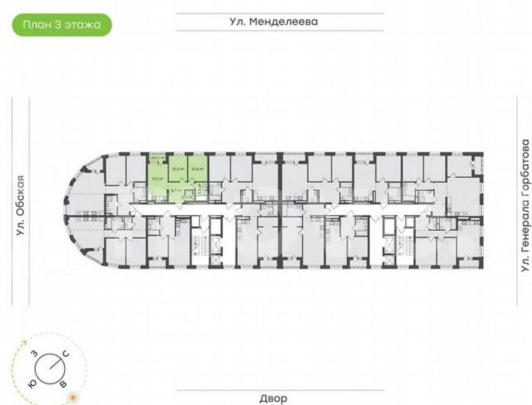 План 3 этажа
Ул. Менделеева
Ул. Обская
Ул. Генерала Горбатова
З
С
Ю
В
Двор